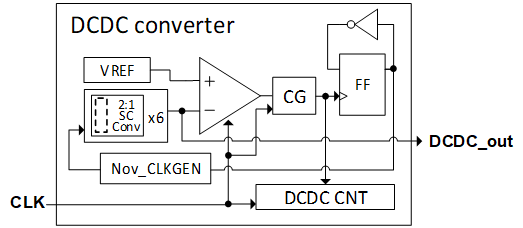 DCDC converter
VREF
+
−
CG
FF
2:1
SC
Conv
x6
DCDC_out
Nov_CLKGEN
CLK
DCDC CNT